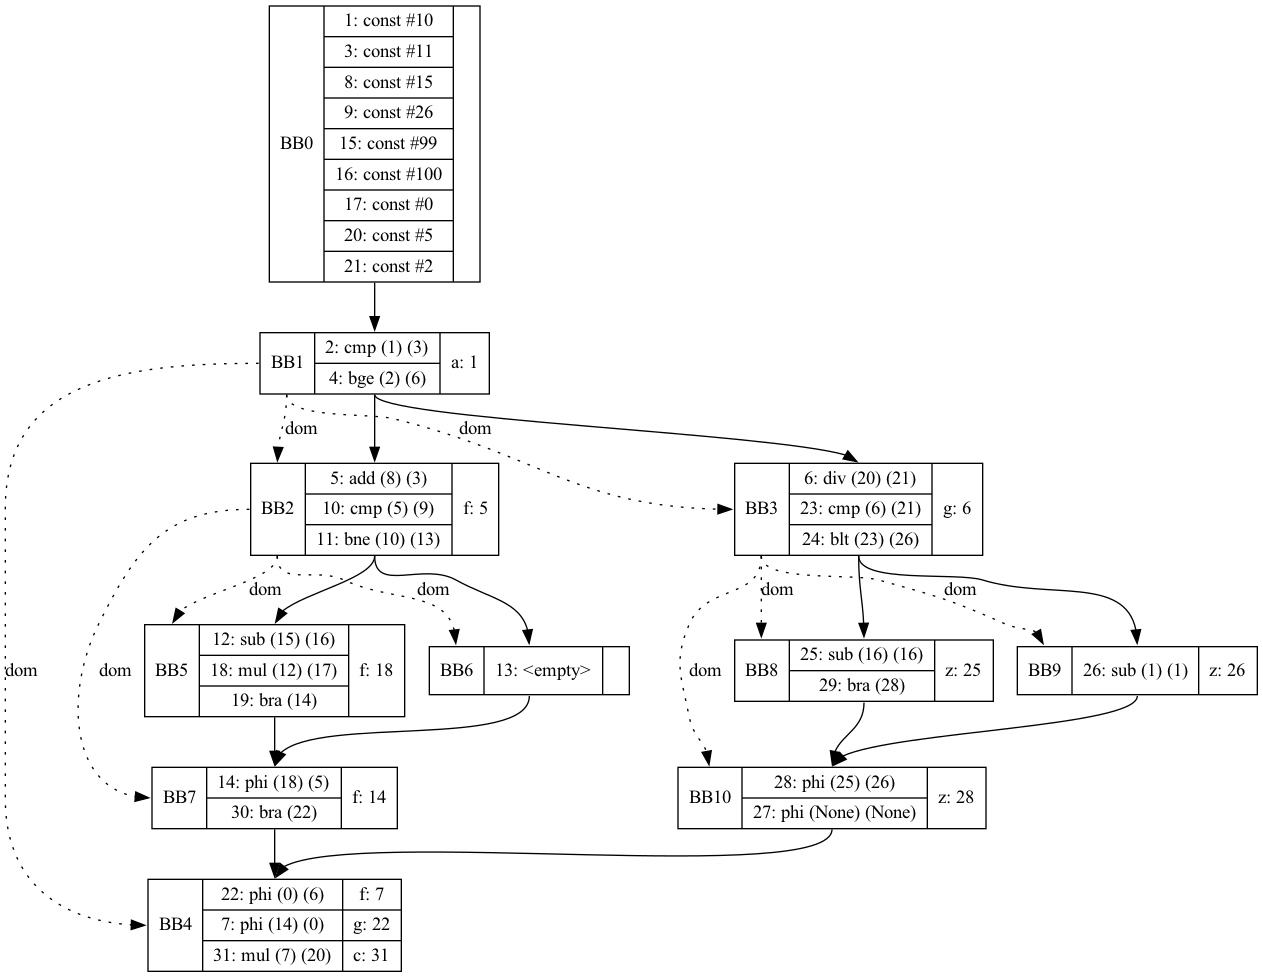 BB0
1: const #10
3: const #11
8: const #15
9: const #26
15: const #99
16: const #100
17: const #0
20: const #5
21: const #2
BB1
2: cmp (1) (3)
4: bge (2) (6)
a: 1
dom
dom
BB2
5: add (8) (3)
10: cmp (5) (9)
11: bne (10) (13)
f: 5
BB3
6: div (20) (21)
23: cmp (6) (21)
24: blt (23) (26)
g: 6
dom
dom
dom
dom
BB5
12: sub (15) (16)
18: mul (12) (17)
19: bra (14)
f: 18
BB6
13: <empty>
BB8
25: sub (16) (16)
29: bra (28)
z: 25
BB9
26: sub (1) (1)
z: 26
dom
dom
dom
BB7
14: phi (18) (5)
30: bra (22)
f: 14
BB10
28: phi (25) (26)
27: phi (None) (None)
z: 28
BB4
22: phi (0) (6)
7: phi (14) (0)
31: mul (7) (20)
f: 7
g: 22
c: 31